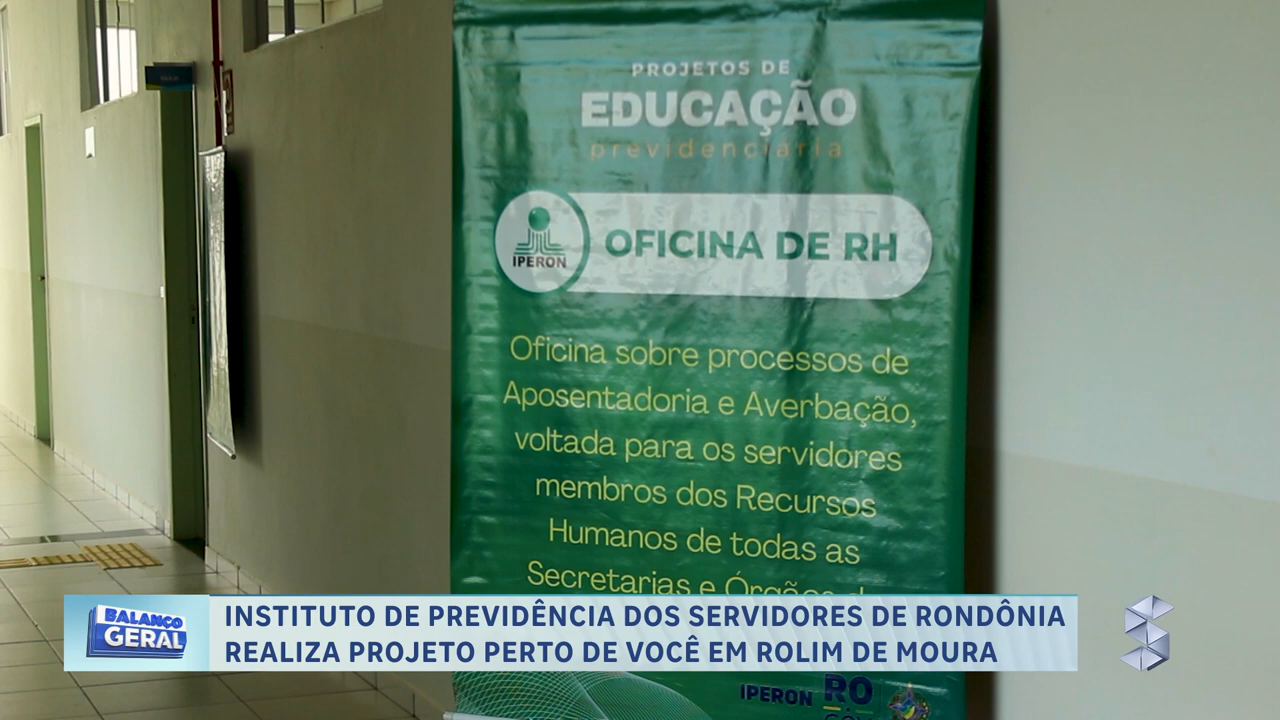 PROJETOS DE
EDUCAÇÃO
previdenciária
IPERON
OFICINA DE RH
Oficina sobre processos de
Aposentadoria e Averbação,
voltada para os servidores
membros dos Recursos
Humanos de todas as
Secretarias e Órgãos
BALANÇO
GERAL
INSTITUTO DE PREVIDÊNCIA DOS SERVIDORES DE RONDÔNIA
REALIZA PROJETO PERTO DE VOCÊ EM ROLIM DE MOURA
IPERON
RO